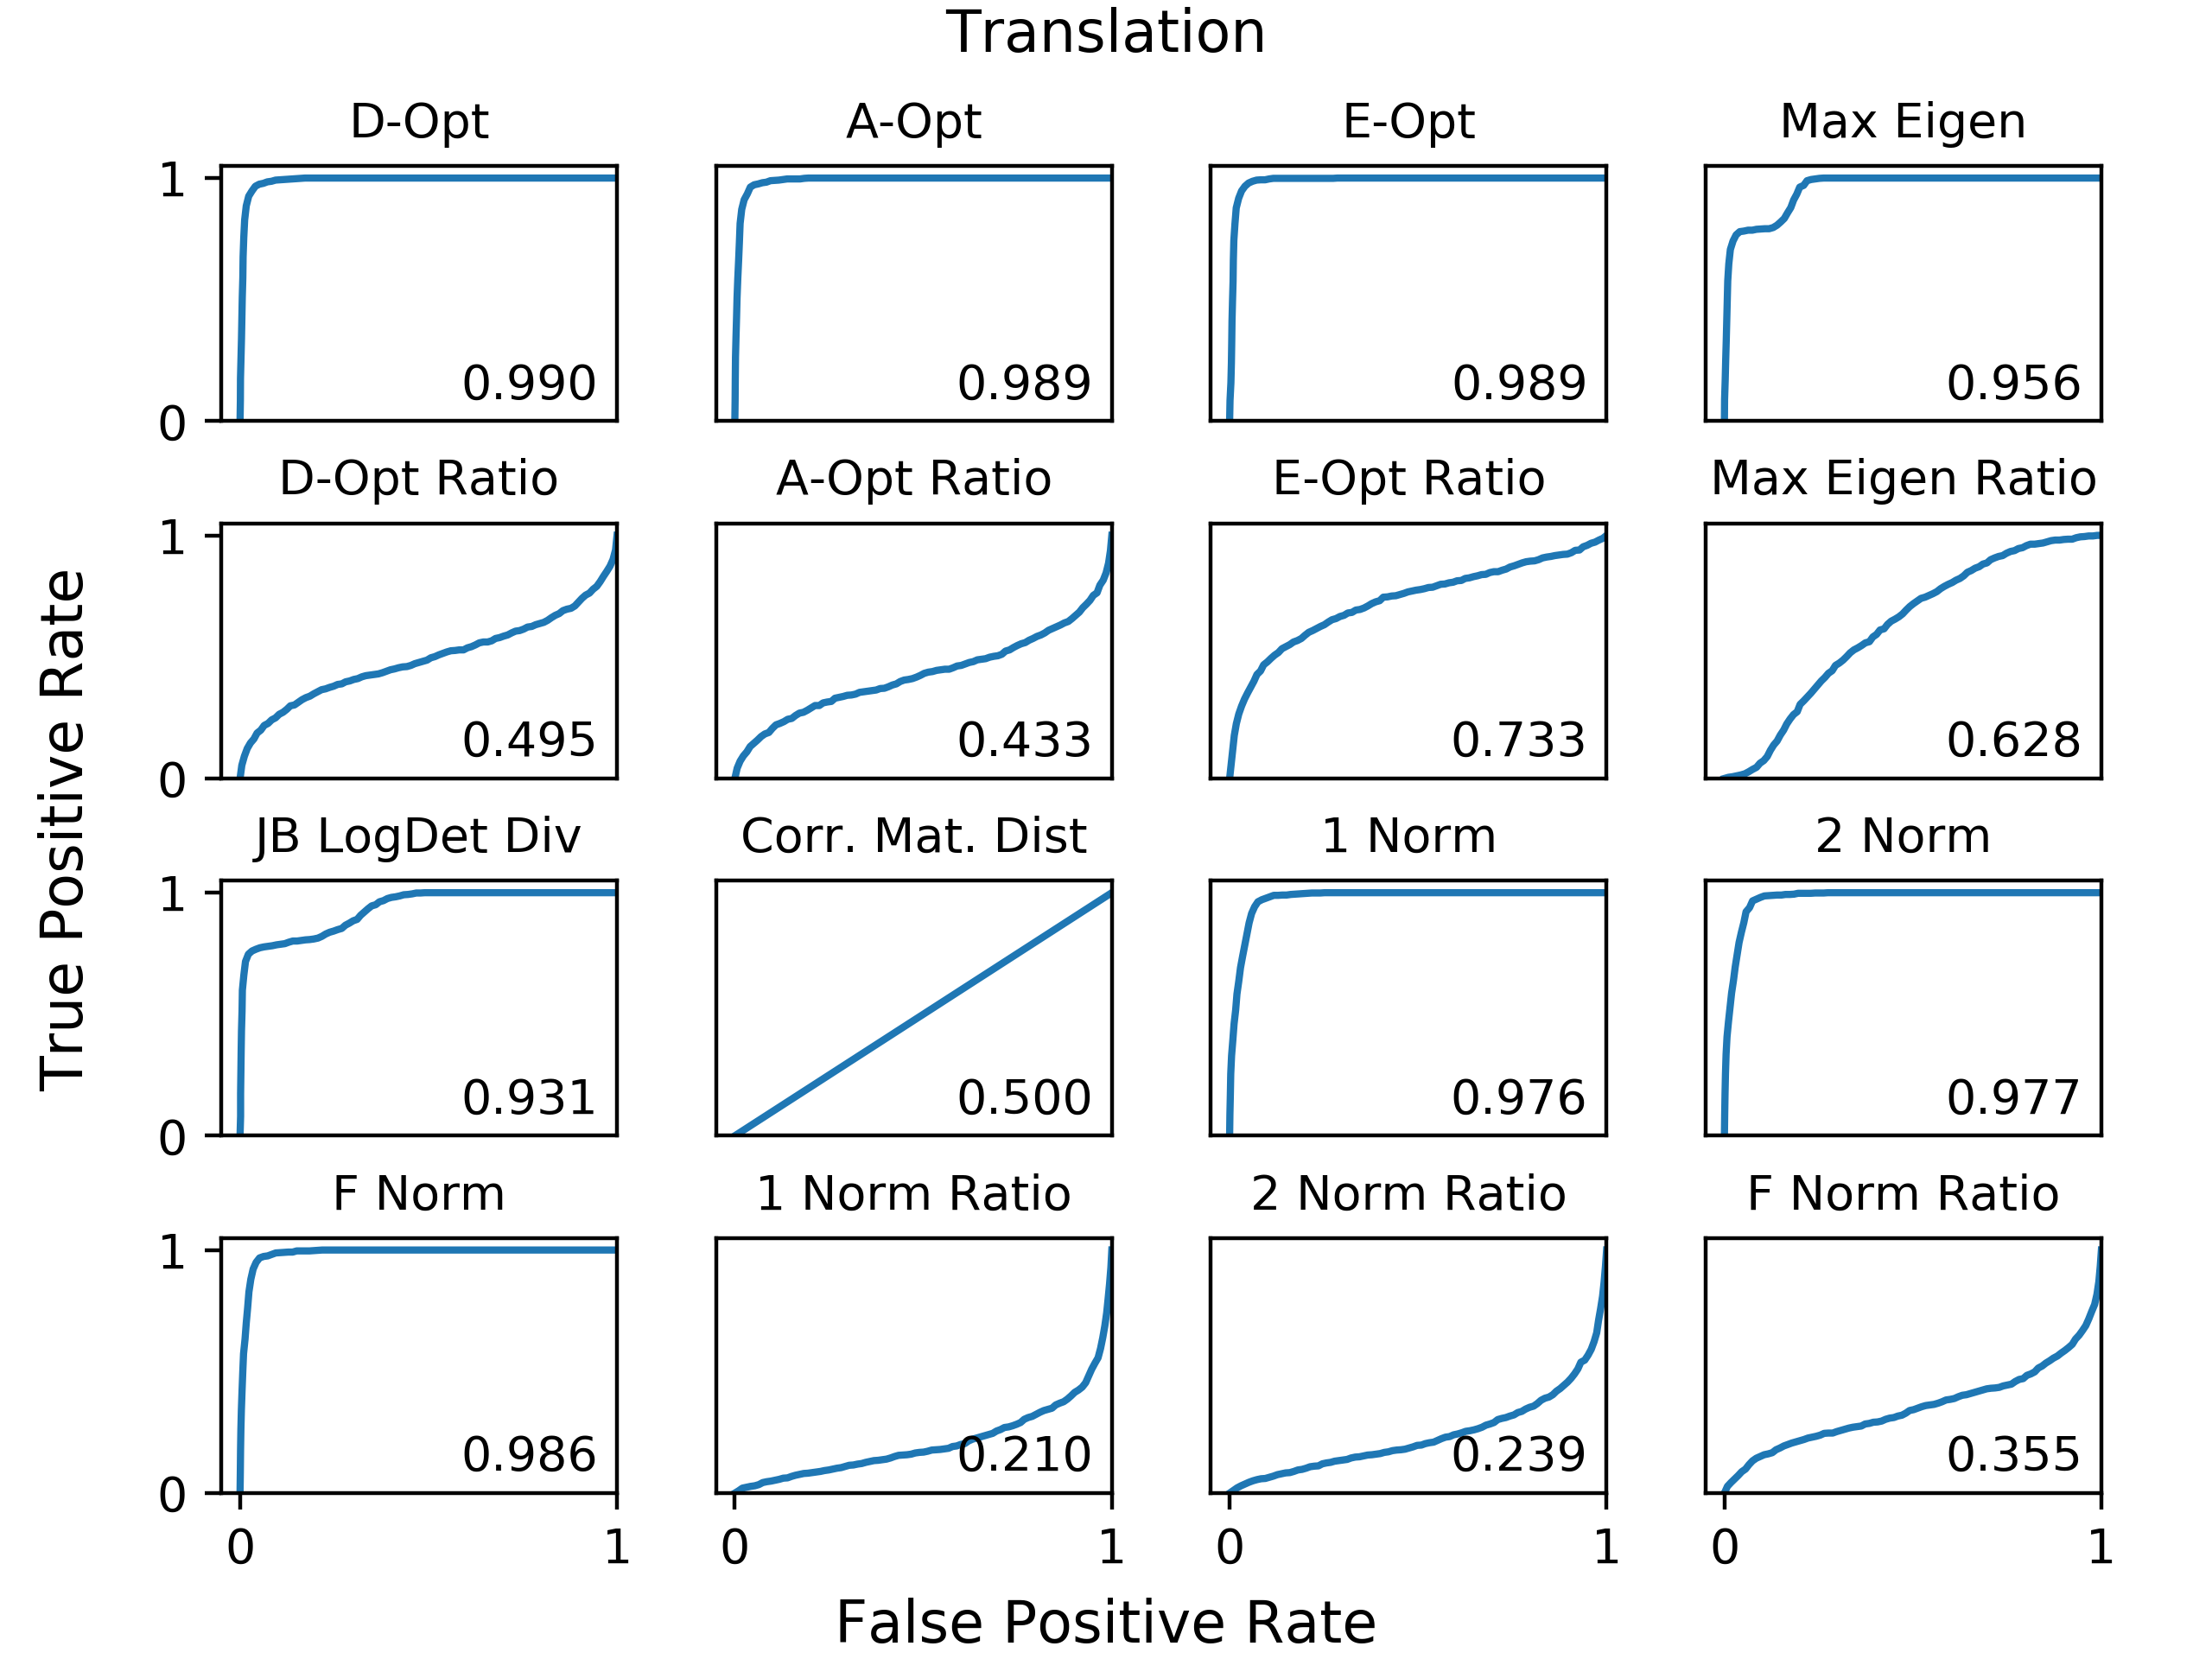 Translation
D-Opt A-Opt E-Opt Max Eigen
1
0.990 0.989 0.989 0.956
0
D-Opt Ratio A-Opt Ratio E-Opt Ratio Max Eigen Ratio
1
0.495 0.433 0.733 0.628
0
JB LogDet Div Corr. Mat. Dist 1 Norm 2 Norm
1
0.931 0.500 0.976 0.977
0
F Norm 1 Norm Ratio 2 Norm Ratio F Norm Ratio
1
0.986 0.210 0.239 0.355
0
0 1 0 1 0 1 0 1
False Positive Rate
True Positive Rate